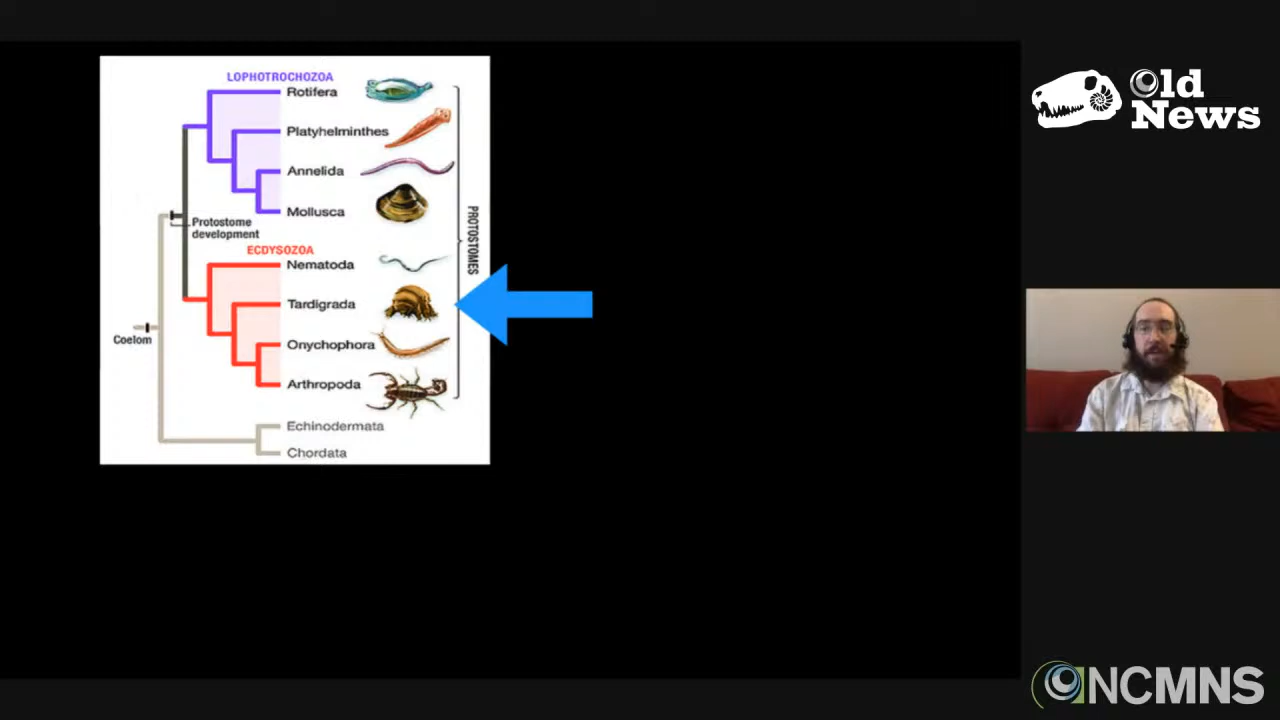 LOPHOTROCHOZOA
Rotifera
Platyhelminthes
Annelida
Mollusca
Protostome
development
ECDYSOZOA
Nematoda
Tardigrada
Onychophora
Arthropoda
Coelom
Echinodermata
Chordata
PROTOSTOMES
Old
News
NCMNS